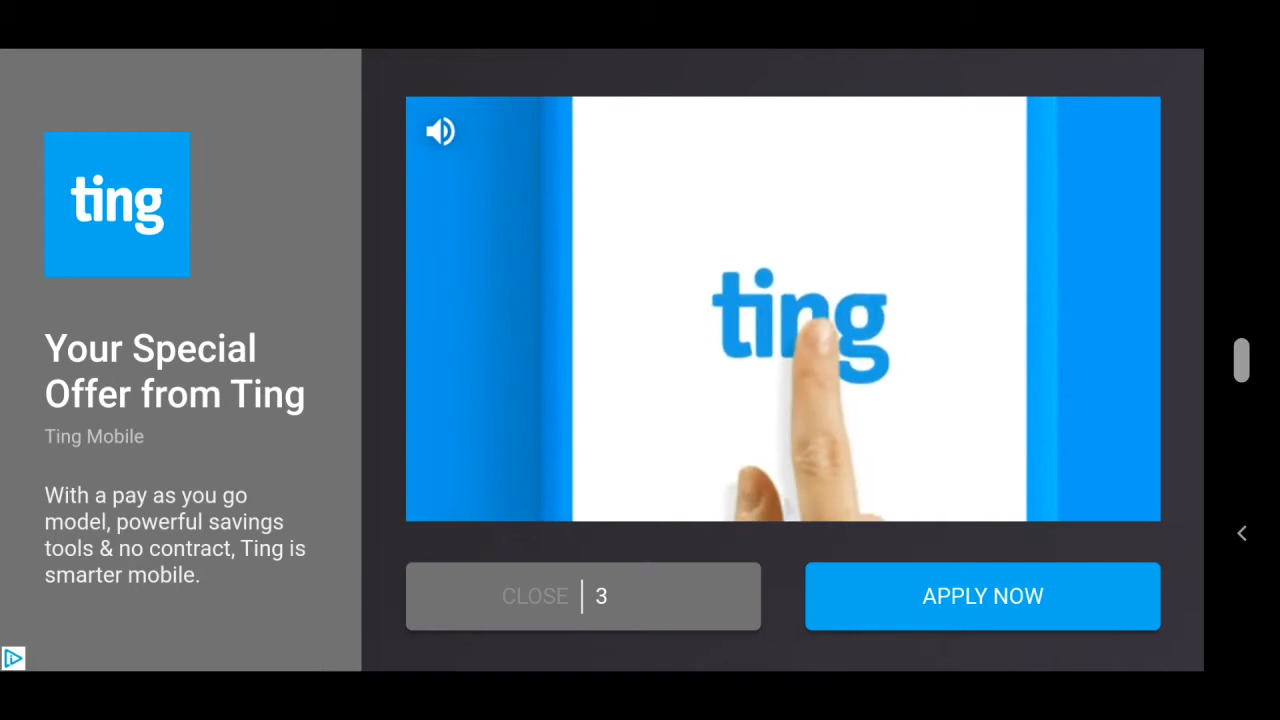 ting
Your Special
Offer from Ting
Ting Mobile
With a pay as you go
model, powerful savings
tools & no contract, Ting is
smarter mobile.
ting
CLOSE | 3
APPLY NOW